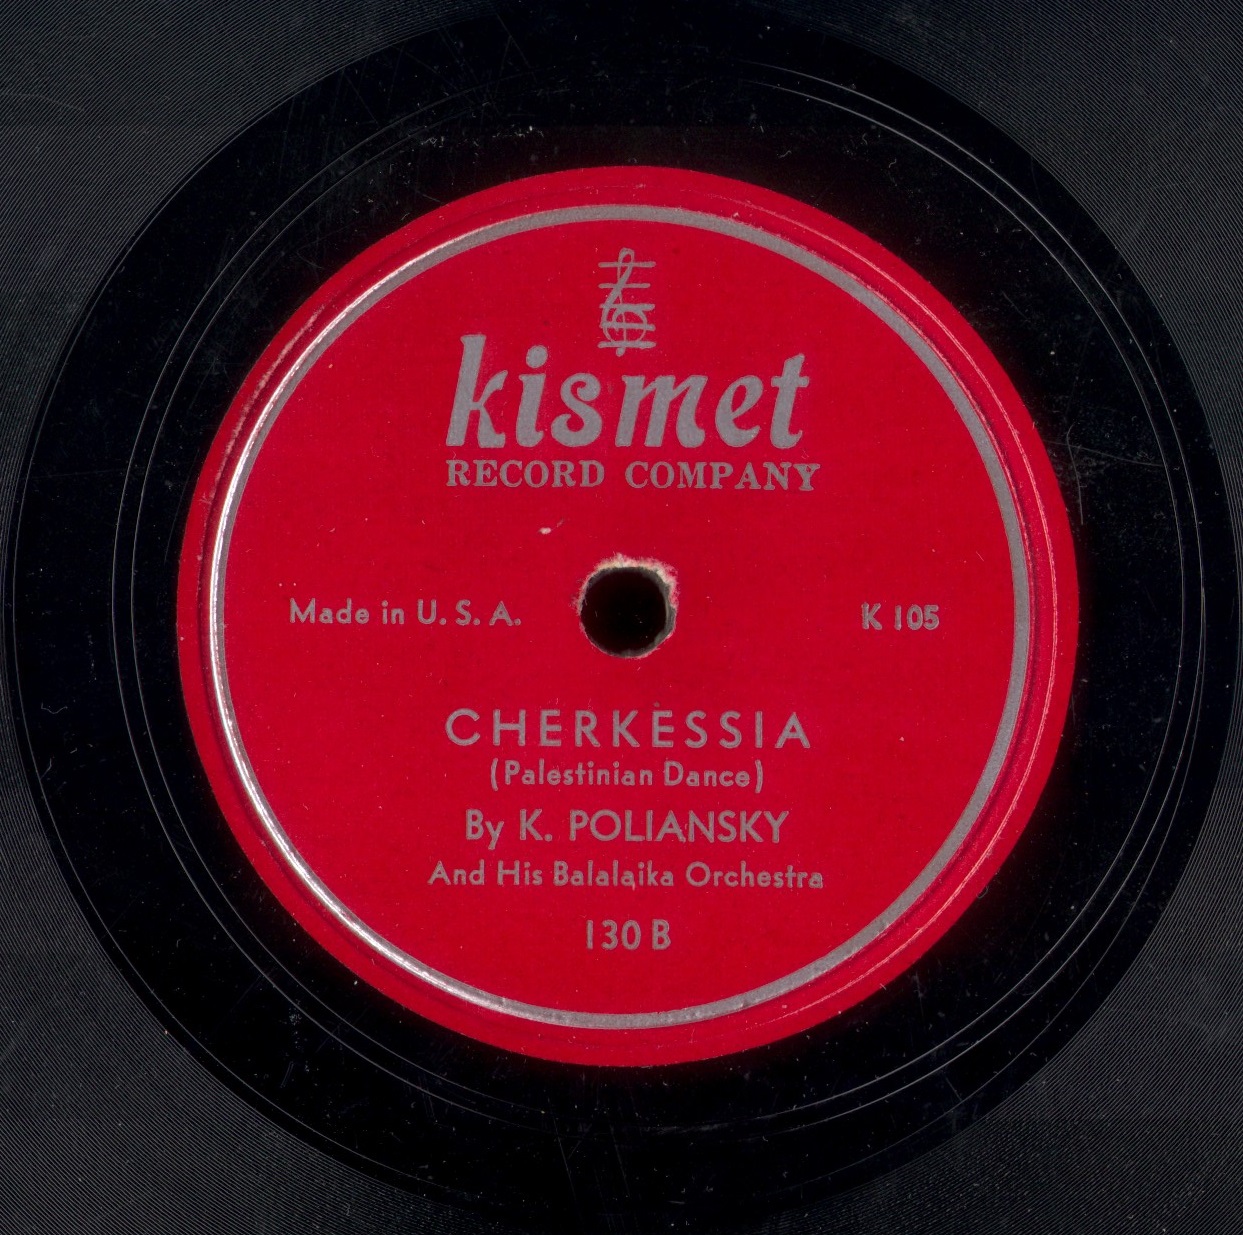 kismet
RECORD COMPANY
Made in U.S.A. K 105
CHERKESSIA
(Palestinian Dance)
By K. POLIANSKY
And His Balalaika Orchestra
130 B